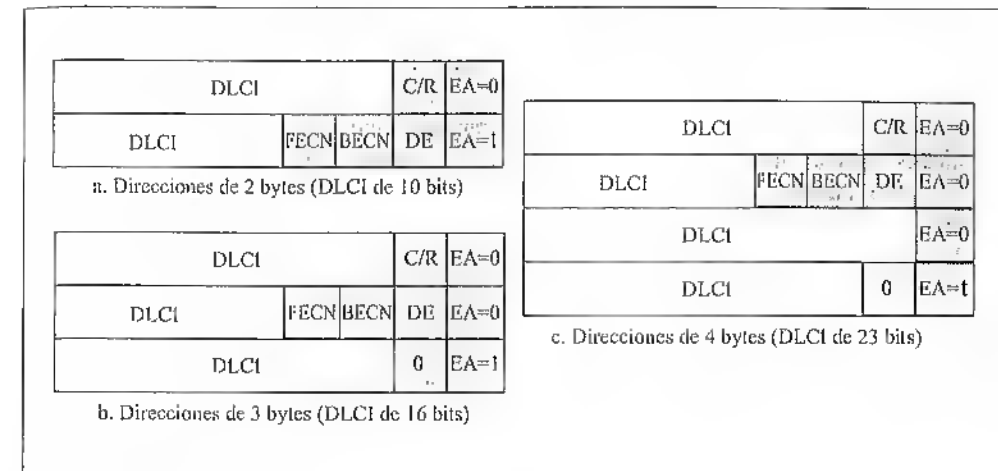 DLCI C/R EA=0
DLCI FECN BECN DE EA=1
a. Direcciones de 2 bytes (DLCI de 10 bits)
DLCI C/R EA=0
DLCI FECN BECN DE EA=0
DLCI 0 EA=1
b. Direcciones de 3 bytes (DLCI de 16 bits)
DLCI C/R EA=0
DLCI FECN BECN DE EA=0
DLCI EA=0
DLCI 0 EA=1
c. Direcciones de 4 bytes (DLCI de 23 bits)